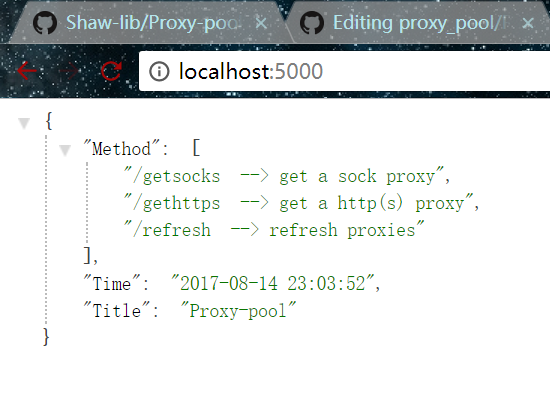 Shaw-lib/Proxy-poo
Editing proxy_pool/
localhost:5000
{
"Method": [
"/getsocks --> get a sock proxy",
"/gethttps --> get a http(s) proxy",
"/refresh --> refresh proxies"
],
"Time": "2017-08-14 23:03:52",
"Title": "Proxy-pool"
}